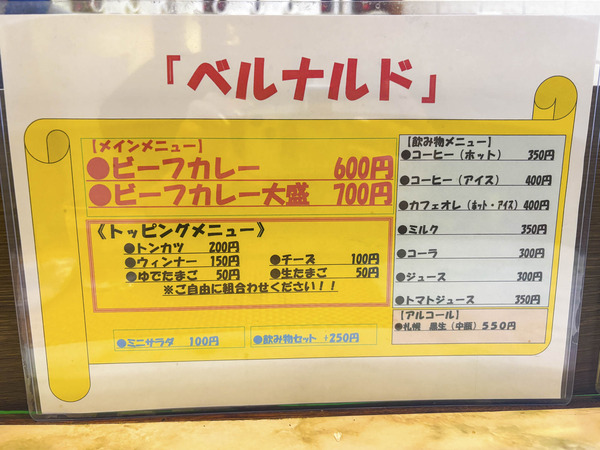 「ベルナルド」
【メインメニュー】
●ビーフカレー 600円
●ビーフカレー大盛 700円
《トッピングメニュー》
●トンカツ 200円
●ウィンナー 150円 ●チーズ 100円
●ゆでたまご 50円 ●生たまご 50円
※ご自由に組合わせください！！
●ミニサラダ 100円
●飲み物セット +250円
【飲み物メニュー】
●コーヒー（ホット） 350円
●コーヒー（アイス） 400円
●カフェオレ（ホット・アイス）400円
●ミルク 350円
●コーラ 300円
●ジュース 300円
●トマトジュース 350円
【アルコール】
●札幌 生（中） 550円